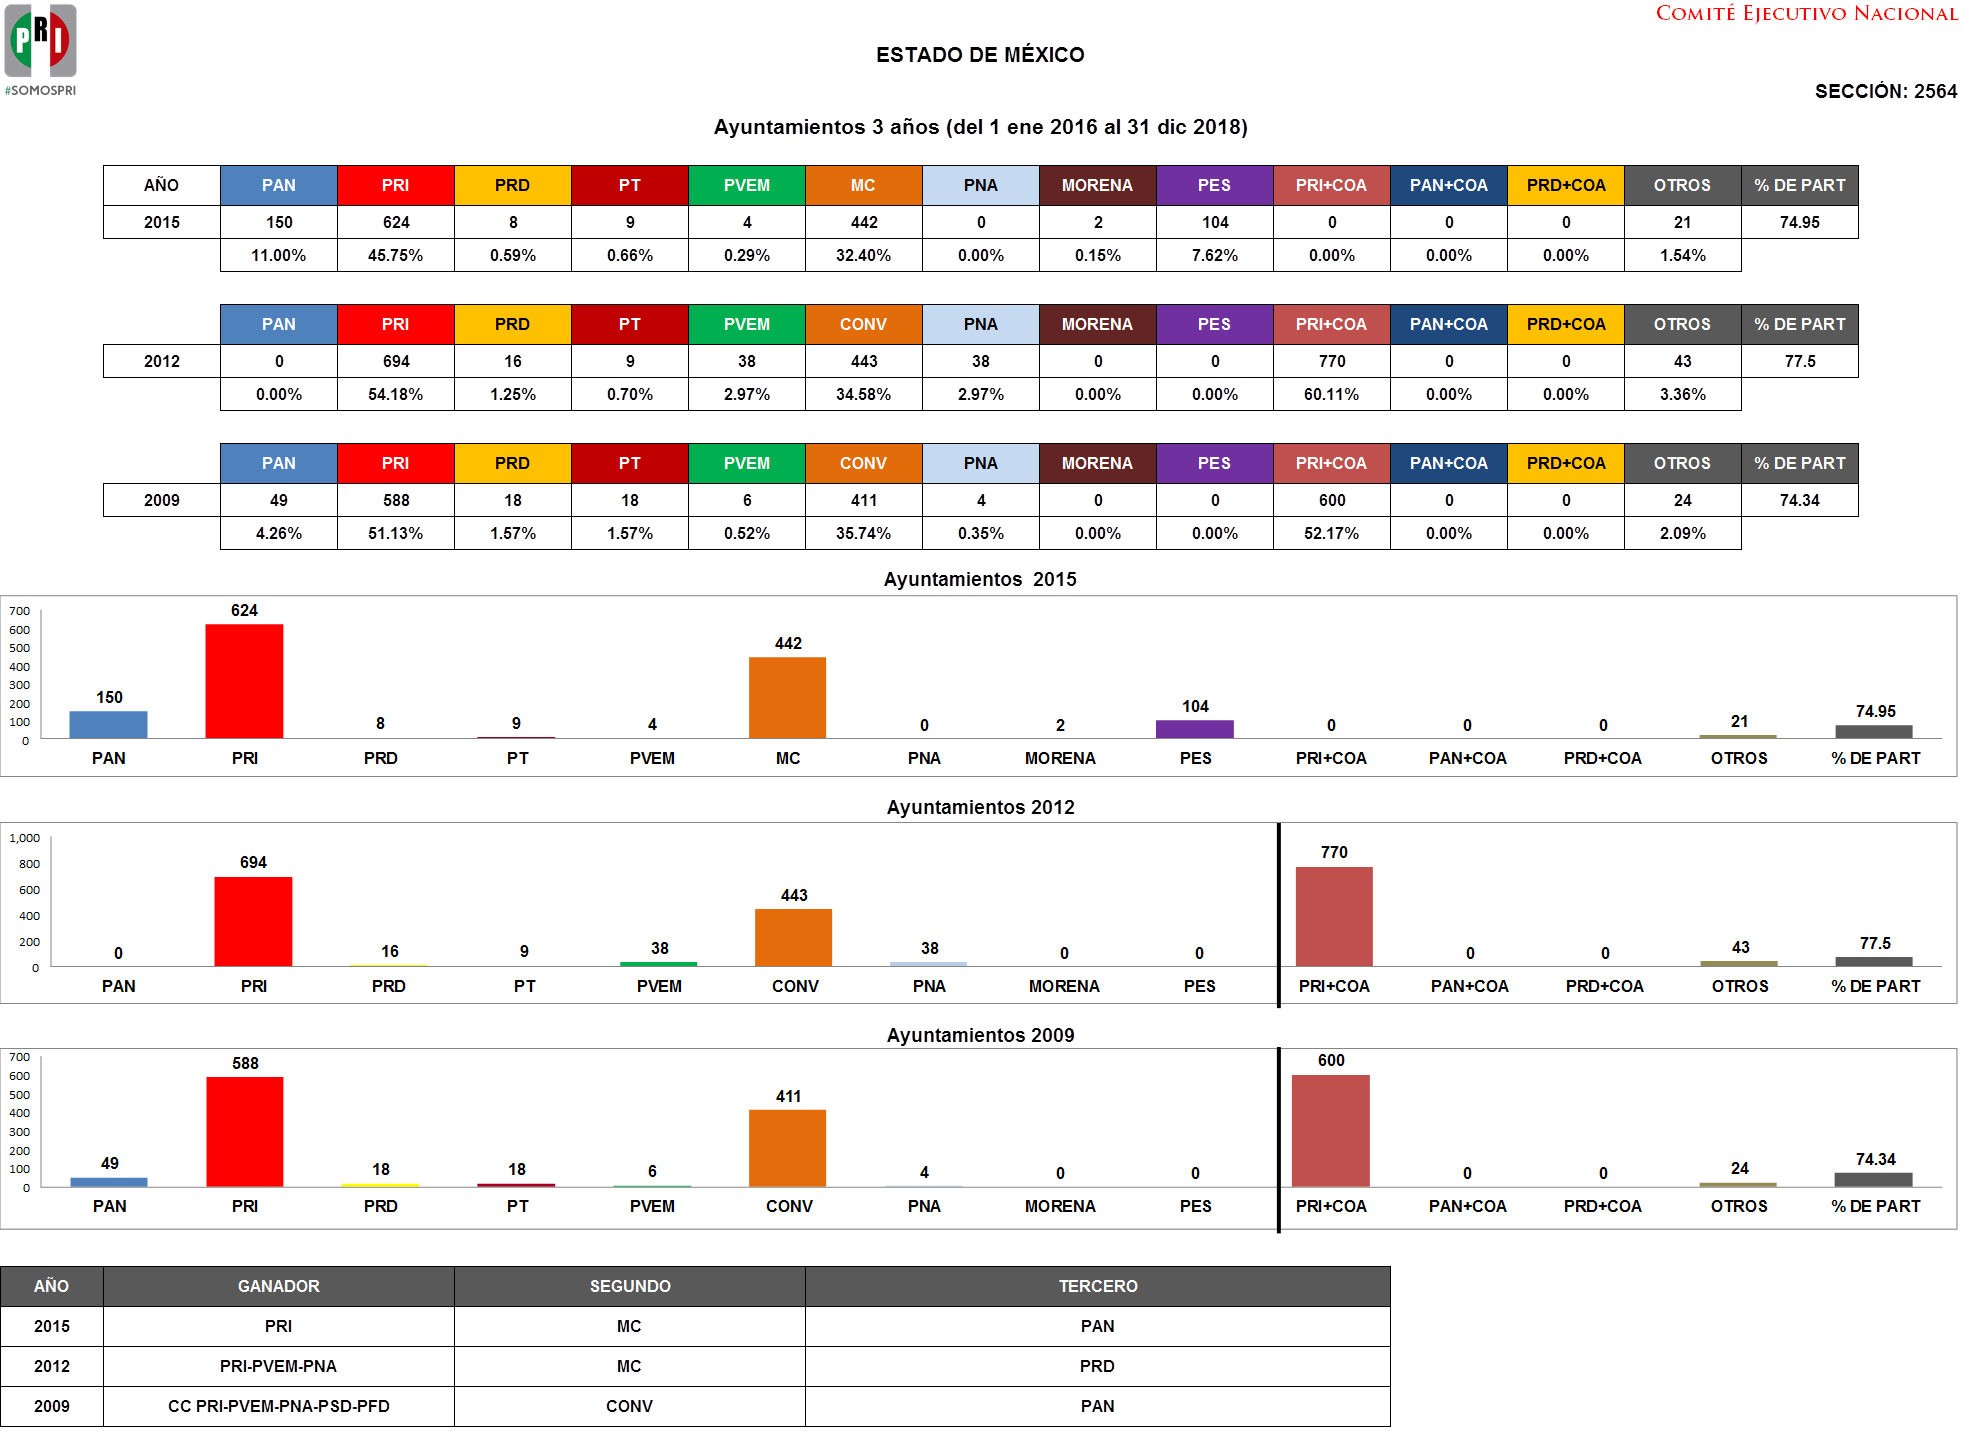 PRI
#SOMOSPRI
COMITÉ EJECUTIVO NACIONAL
ESTADO DE MÉXICO
SECCIÓN: 2564
Ayuntamientos 3 años (del 1 ene 2016 al 31 dic 2018)
AÑO PAN PRI PRD PT PVEM MC PNA MORENA PES PRI+COA PAN+COA PRD+COA OTROS % DE PART
2015 150 624 8 9 4 442 0 2 104 0 0 0 21 74.95
11.00% 45.75% 0.59% 0.66% 0.29% 32.40% 0.00% 0.15% 7.62% 0.00% 0.00% 0.00% 1.54%
PAN PRI PRD PT PVEM CONV PNA MORENA PES PRI+COA PAN+COA PRD+COA OTROS % DE PART
2012 0 694 16 9 38 443 38 0 0 770 0 0 43 77.5
0.00% 54.18% 1.25% 0.70% 2.97% 34.58% 2.97% 0.00% 0.00% 60.11% 0.00% 0.00% 3.36%
PAN PRI PRD PT PVEM CONV PNA MORENA PES PRI+COA PAN+COA PRD+COA OTROS % DE PART
2009 49 588 18 18 6 411 4 0 0 600 0 0 24 74.34
4.26% 51.13% 1.57% 1.57% 0.52% 35.74% 0.35% 0.00% 0.00% 52.17% 0.00% 0.00% 2.09%
Ayuntamientos 2015
700
600
500
400
300
200
100
0
150 624 8 9 4 442 0 2 104 0 0 0 21 74.95
PAN PRI PRD PT PVEM MC PNA MORENA PES PRI+COA PAN+COA PRD+COA OTROS % DE PART
Ayuntamientos 2012
1,000
800
600
400
200
0
0 694 16 9 38 443 38 0 0 770 0 0 43 77.5
PAN PRI PRD PT PVEM CONV PNA MORENA PES PRI+COA PAN+COA PRD+COA OTROS % DE PART
Ayuntamientos 2009
700
600
500
400
300
200
100
0
49 588 18 18 6 411 4 0 0 600 0 0 24 74.34
PAN PRI PRD PT PVEM CONV PNA MORENA PES PRI+COA PAN+COA PRD+COA OTROS % DE PART
AÑO GANADOR SEGUNDO TERCERO
2015 PRI MC PAN
2012 PRI-PVEM-PNA MC PRD
2009 CC PRI-PVEM-PNA-PSD-PFD CONV PAN